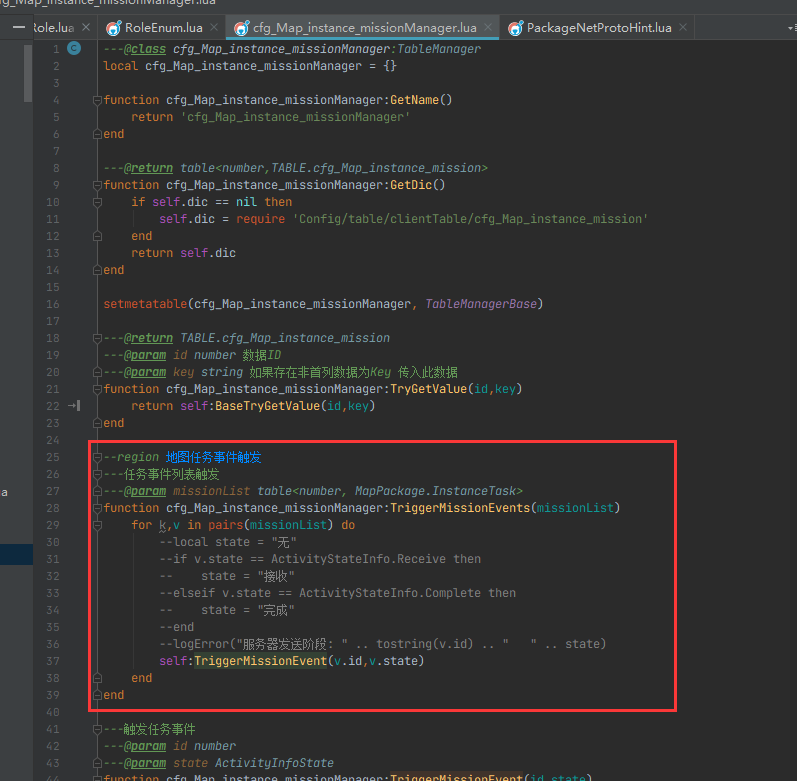 cfg_Map_instance_missionManager.lua
Role.lua × RoleEnum.lua × cfg_Map_instance_missionManager.lua × PackageNetProtoHint.lua ×
1 C ---@class cfg_Map_instance_missionManager:TableManager
2 local cfg_Map_instance_missionManager = {}
3
4 function cfg_Map_instance_missionManager:GetName()
5 return 'cfg_Map_instance_missionManager'
6 end
7
8 ---@return table<number,TABLE.cfg_Map_instance_mission>
9 function cfg_Map_instance_missionManager:GetDic()
10 if self.dic == nil then
11 self.dic = require 'Config/table/clientTable/cfg_Map_instance_mission'
12 end
13 return self.dic
14 end
15
16 setmetatable(cfg_Map_instance_missionManager, TableManagerBase)
17
18 ---@return TABLE.cfg_Map_instance_mission
19 ---@param id number 数据ID
20 ---@param key string 如果存在非首列数据为Key 传入此数据
21 function cfg_Map_instance_missionManager:TryGetValue(id,key)
22 return self:BaseTryGetValue(id,key)
23 end
24
25 --region 地图任务事件触发
26 ---任务事件列表触发
27 ---@param missionList table<number, MapPackage.InstanceTask>
28 function cfg_Map_instance_missionManager:TriggerMissionEvents(missionList)
29 for k,v in pairs(missionList) do
30 --local state = "无"
31 --if v.state == ActivityStateInfo.Receive then
32 -- state = "接收"
33 --elseif v.state == ActivityStateInfo.Complete then
34 -- state = "完成"
35 --end
36 --logError("服务器发送阶段: " .. tostring(v.id) .. "   " .. state)
37 self:TriggerMissionEvent(v.id,v.state)
38 end
39 end
40
41 ---触发任务事件
42 ---@param id number
43 ---@param state ActivityInfoState
44 function cfg_Map_instance_missionManager:TriggerMissionEvent(id,state)